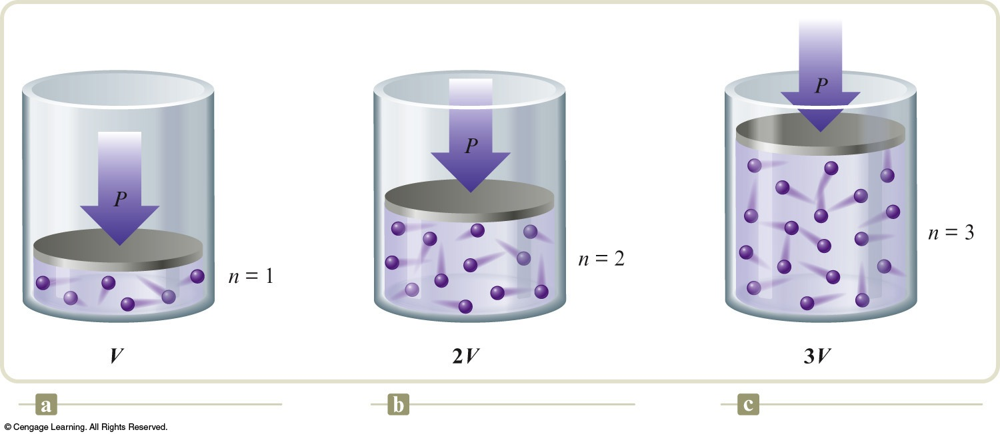 P
P
P
n = 1
n = 2
n = 3
V
2V
3V
a
b
c
© Cengage Learning. All Rights Reserved.